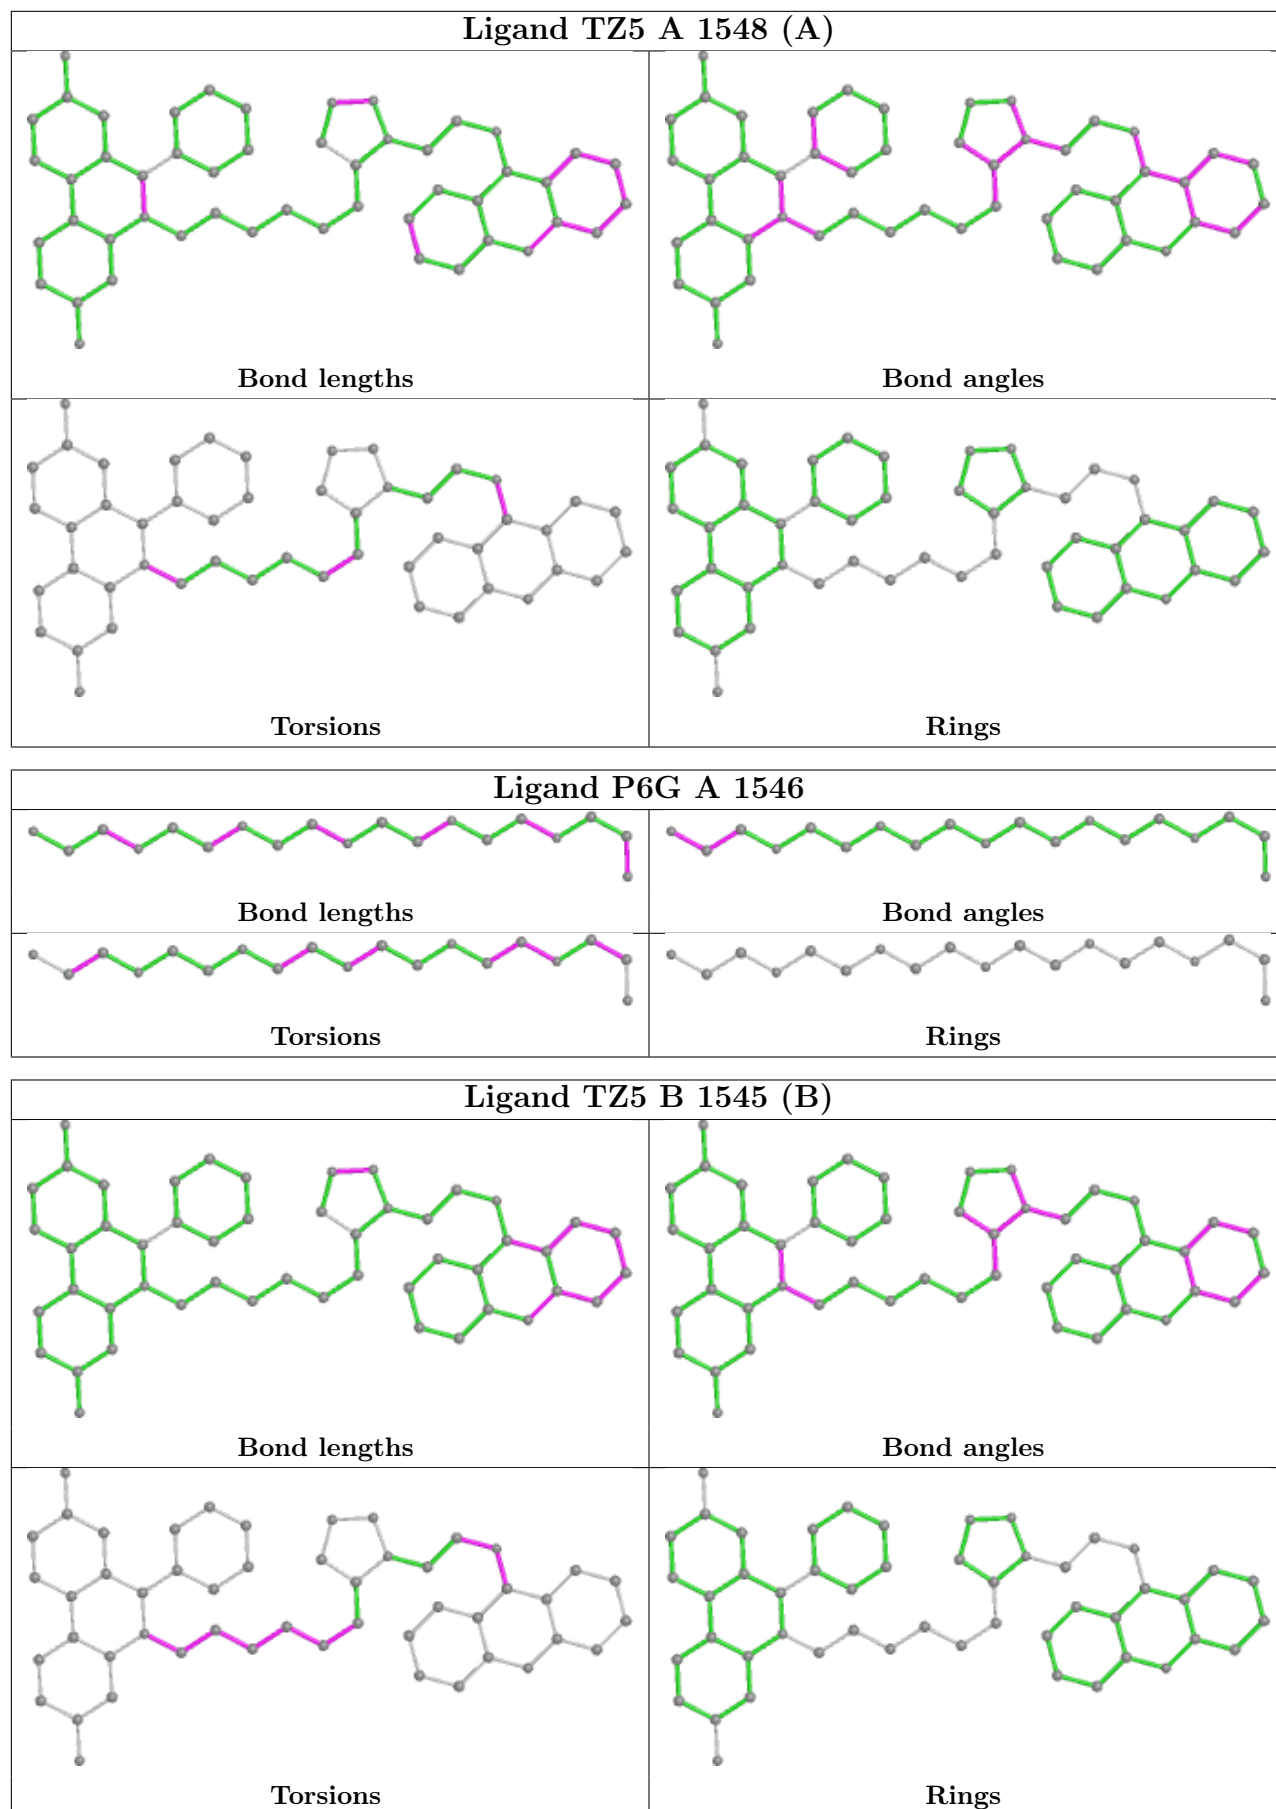 Ligand TZ5 A 1548 (A)
Bond lengths
Bond angles
Torsions
Rings
Ligand P6G A 1546
Bond lengths
Bond angles
Torsions
Rings
Ligand TZ5 B 1545 (B)
Bond lengths
Bond angles
Torsions
Rings